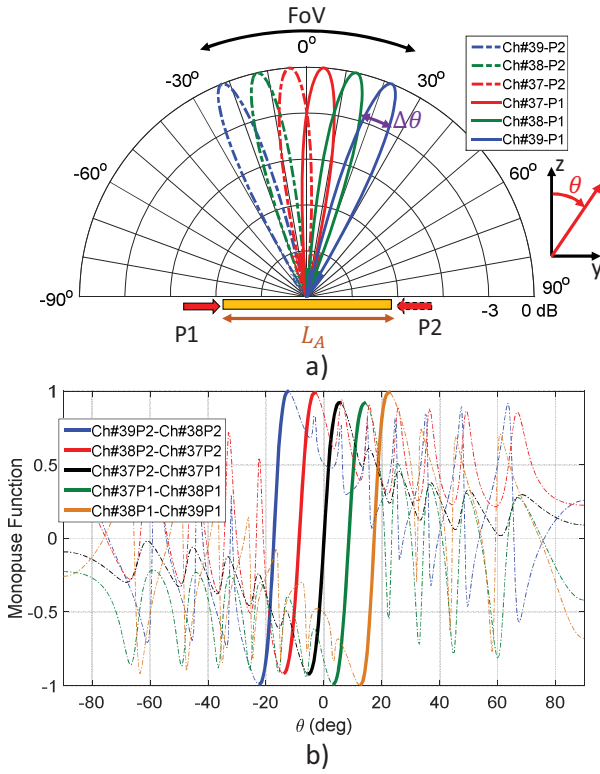 FoV
0°
-30°
30°
-60°
60°
-90°
90°
Δθ
Ch#39-P2
Ch#38-P2
Ch#37-P2
Ch#37-P1
Ch#38-P1
Ch#39-P1
z
θ
y
P1
P2
L_A
-3
0 dB
a)
Monopuse Function
1
0.5
0
-0.5
-1
Ch#39P2-Ch#38P2
Ch#38P2-Ch#37P2
Ch#37P2-Ch#37P1
Ch#37P1-Ch#38P1
Ch#38P1-Ch#39P1
-80 -60 -40 -20 0 20 40 60 80
θ (deg)
b)